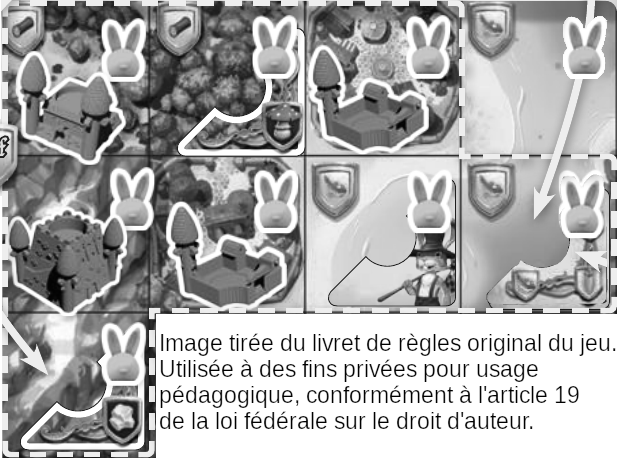 Image tirée du livret de règles original du jeu.
Utilisée à des fins privées pour usage
pédagogique, conformément à l'article 19
de la loi fédérale sur le droit d'auteur.